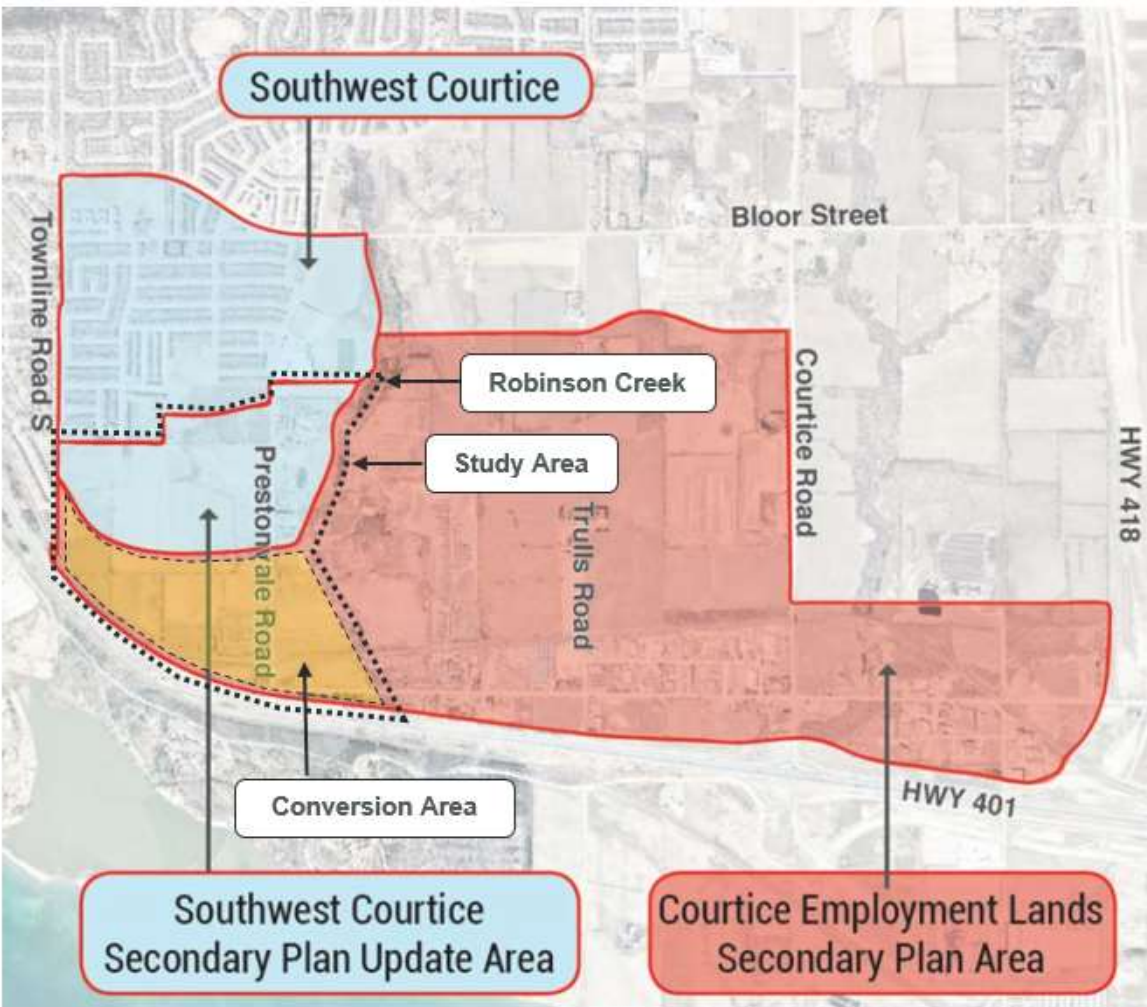 Southwest Courtice
Bloor Street
Townline Road S
Robinson Creek
Courtice Road
HWY 418
Study Area
Prestonvale Road
Trulls Road
Conversion Area
HWY 401
Southwest Courtice
Secondary Plan Update Area
Courtice Employment Lands
Secondary Plan Area